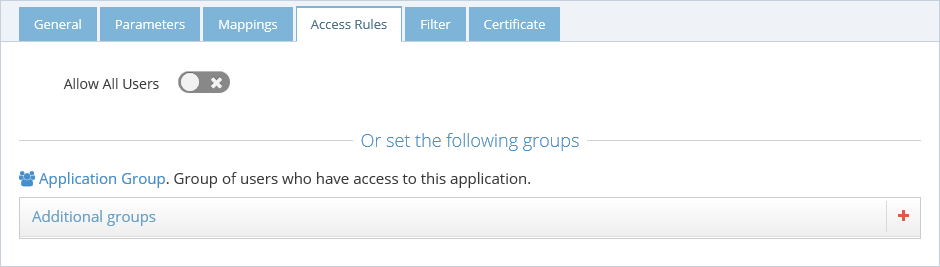 General Parameters Mappings Access Rules Filter Certificate
Allow All Users
Or set the following groups
Application Group. Group of users who have access to this application.
Additional groups